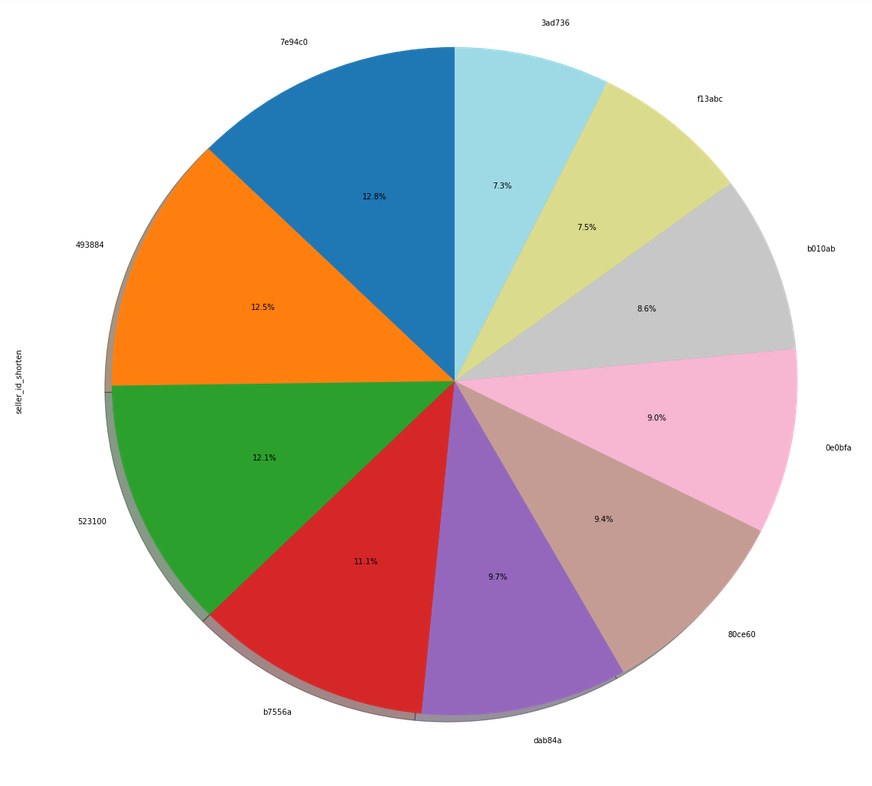 3ad736
7e94c0
f13abc
7.3%
12.8%
7.5%
493884
b010ab
12.5%
8.6%
seller_id_shorten
9.0%
0e0bfa
12.1%
9.4%
523100
11.1%
9.7%
80ce60
b7556a
dab84a